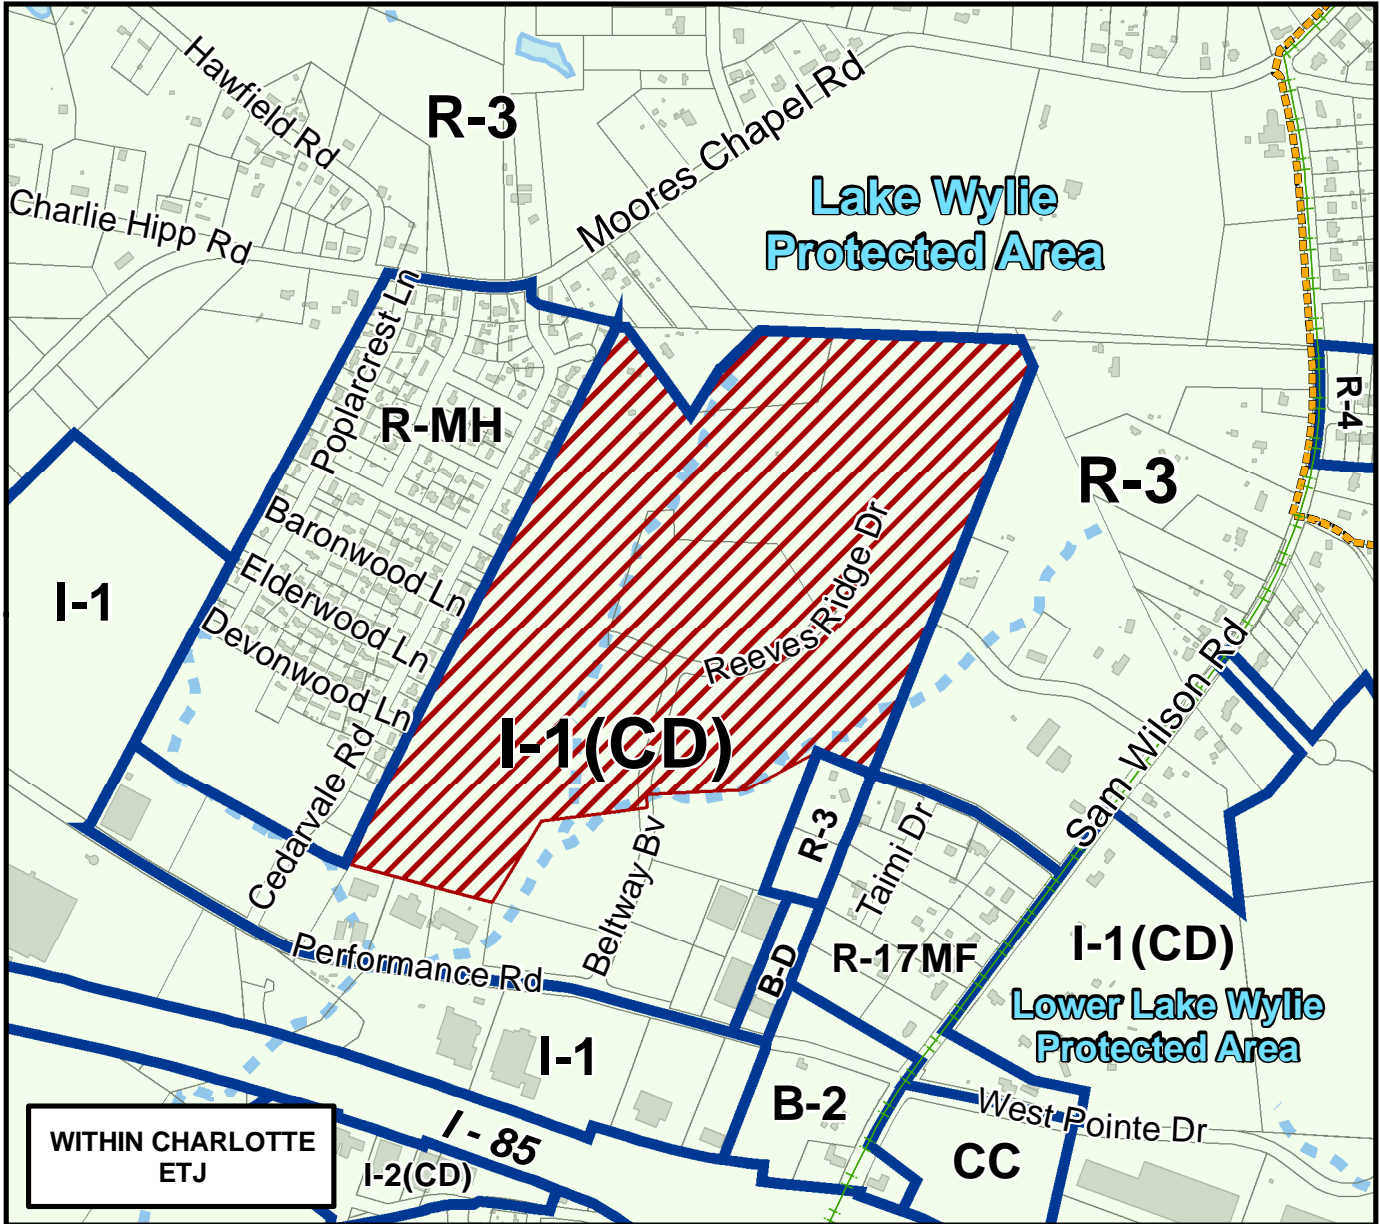 Hawfield Rd
R-3
Moores Chapel Rd
Charlie Hipp Rd
Lake Wylie
Protected Area
Poplarcrest Ln
R-MH
R-4
R-3
Baronwood Ln
Elderwood Ln
Devonwood Ln
I-1
Reeves Ridge Dr
I-1(CD)
Cedarvale Rd
Sam Wilson Rd
R-3
Taimi Dr
Beltway Bv
Performance Rd
B-D
R-17MF
I-1(CD)
Lower Lake Wylie
Protected Area
I-1
B-2
West Pointe Dr
CC
I - 85
I-2(CD)
WITHIN CHARLOTTE
ETJ